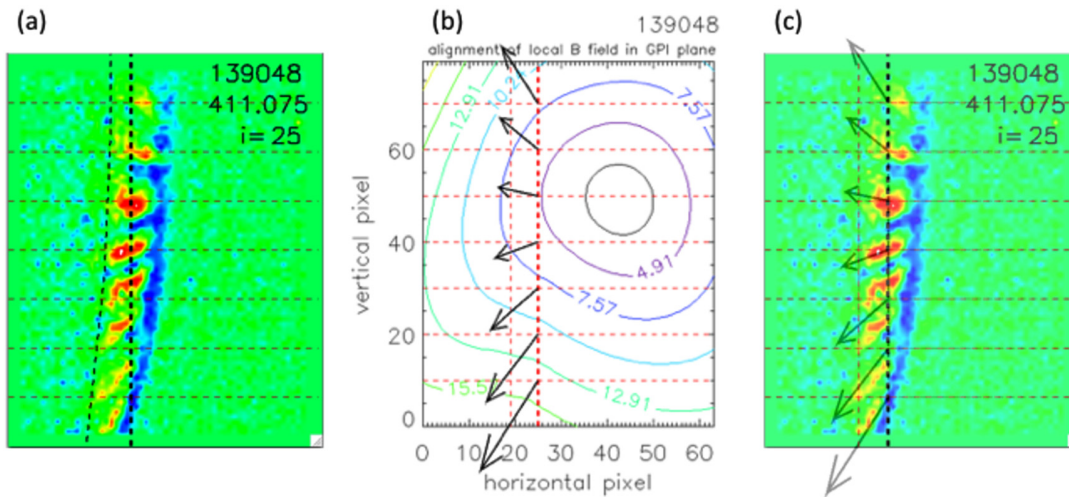 (a)
139048
411.075
i= 25
(b)
139048
alignment of local B field in GPI plane
12.91
7.57
4.91
7.57
12.91
vertical pixel
60
40
20
0
0 10 20 30 40 50 60
horizontal pixel
(c)
139048
411.075
i= 25